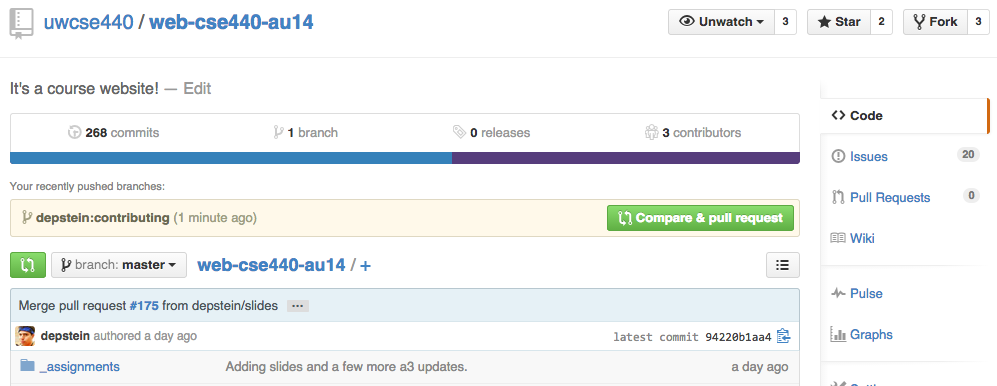 uwcse440 / web-cse440-au14
Unwatch 3
Star 2
Fork 3
It's a course website! — Edit
268 commits
1 branch
0 releases
3 contributors
Your recently pushed branches:
depstein:contributing (1 minute ago)
Compare & pull request
branch: master
web-cse440-au14 / +
Merge pull request #175 from depstein/slides ...
depstein authored a day ago
latest commit 94220b1aa4
_assignments
Adding slides and a few more a3 updates.
a day ago
Code
Issues 20
Pull Requests 0
Wiki
Pulse
Graphs